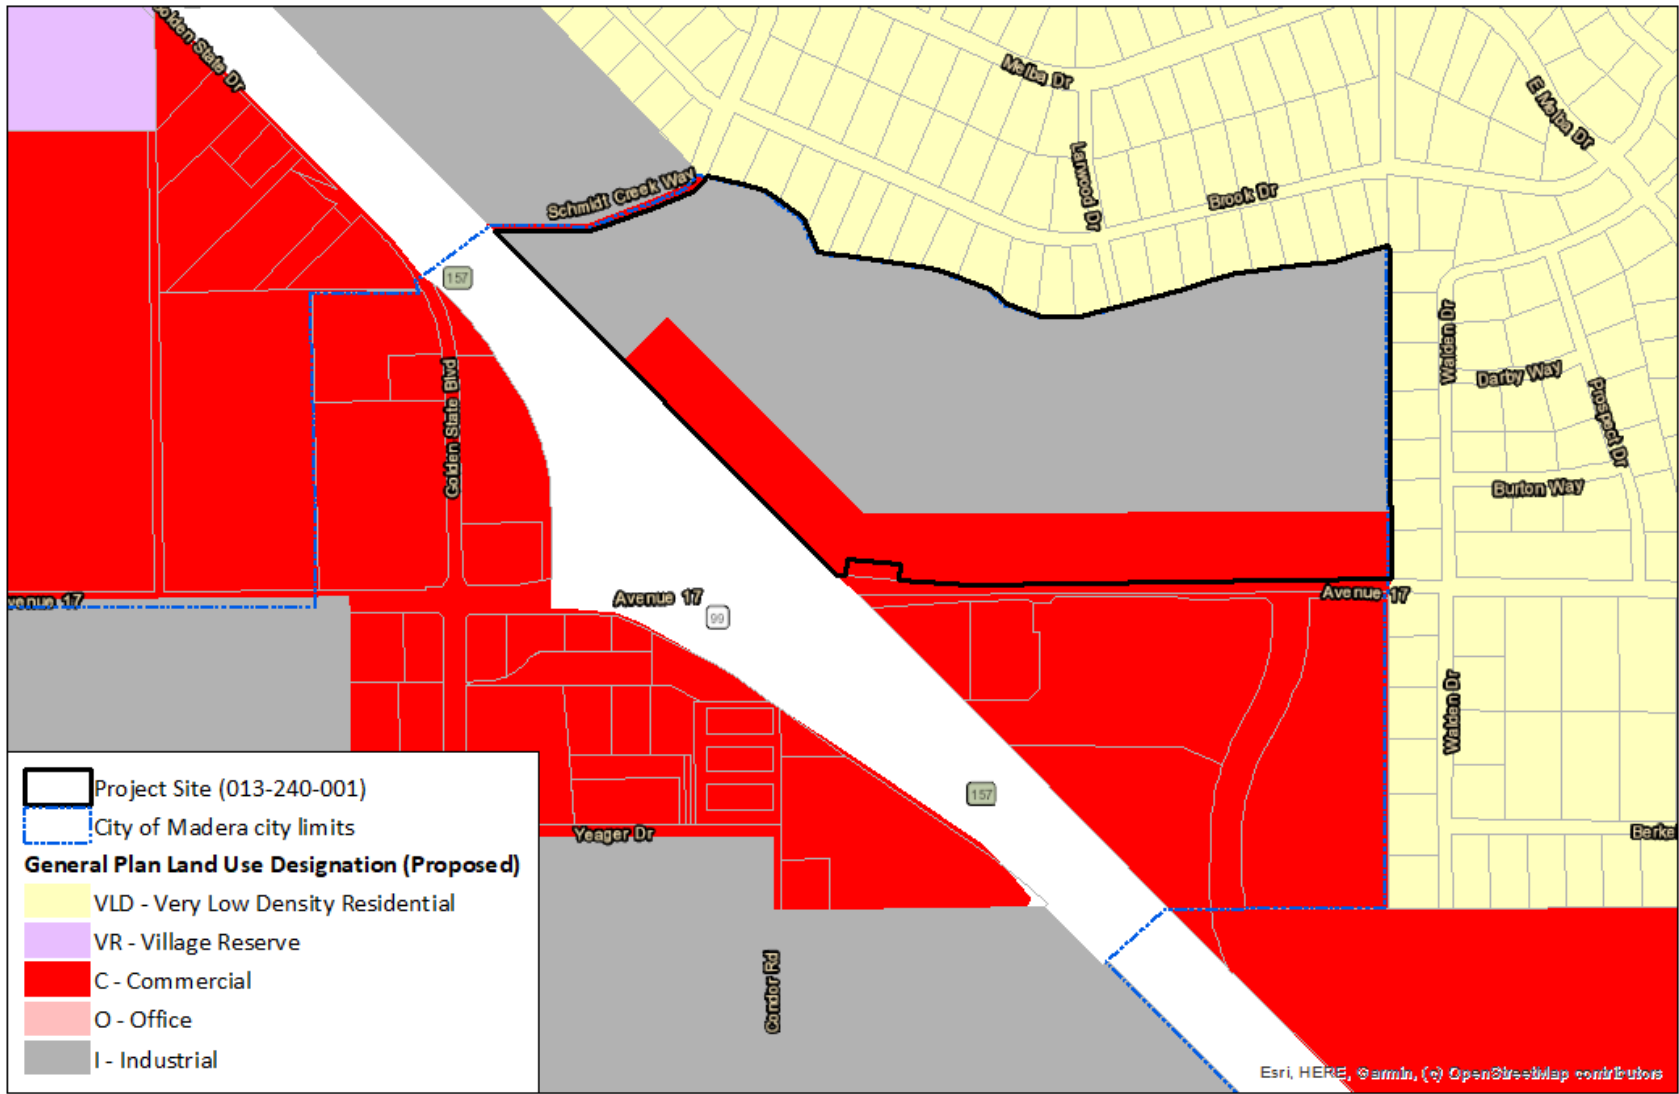 Golden State Dr
Melba Dr
E Melba Dr
Larwood Dr
Schmidt Creek Way
Brook Dr
157
Walden Dr
Darby Way
Prospect Dr
Golden State Blvd
Burton Way
Avenue 17
venue 17
99
Avenue 17
Walden Dr
157
Yeager Dr
Berke
Condor Rd
Project Site (013-240-001)
City of Madera city limits
General Plan Land Use Designation (Proposed)
VLD - Very Low Density Residential
VR - Village Reserve
C - Commercial
O - Office
I - Industrial
Esri, HERE, Garmin, (c) OpenStreetMap contributors